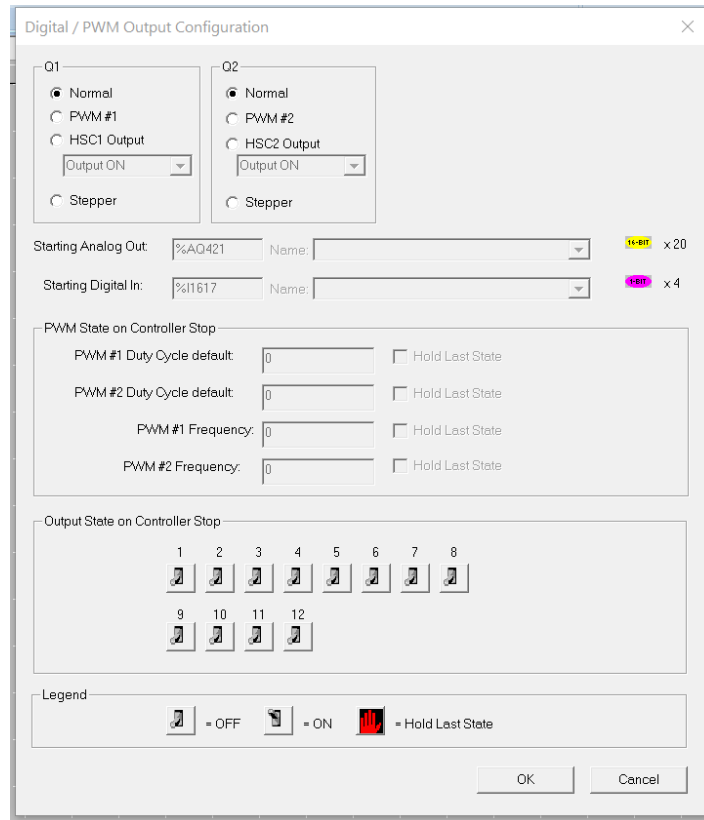 Digital / PWM Output Configuration
Q1
Normal
PWM #1
HSC1 Output
Output ON
Stepper
Q2
Normal
PWM #2
HSC2 Output
Output ON
Stepper
Starting Analog Out: %AQ421 Name: 16-BIT x 20
Starting Digital In: %I1617 Name: 1-BIT x 4
PWM State on Controller Stop
PWM #1 Duty Cycle default: 0 Hold Last State
PWM #2 Duty Cycle default: 0 Hold Last State
PWM #1 Frequency: 0 Hold Last State
PWM #2 Frequency: 0 Hold Last State
Output State on Controller Stop
1 2 3 4 5 6 7 8
9 10 11 12
Legend
= OFF = ON = Hold Last State
OK Cancel